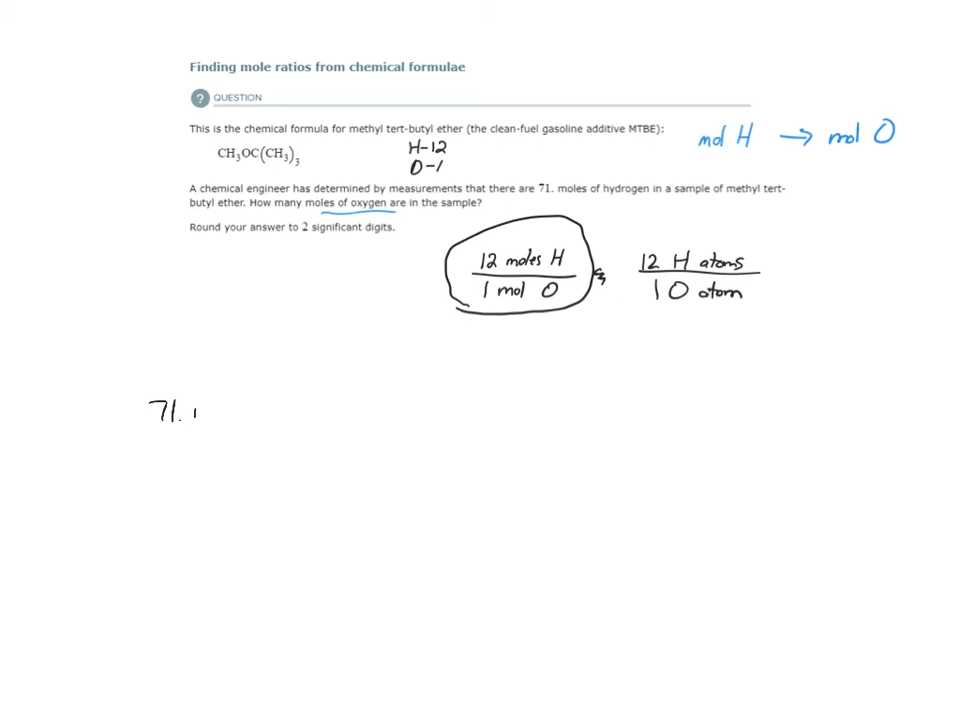 Finding mole ratios from chemical formulae
? QUESTION
This is the chemical formula for methyl tert-butyl ether (the clean-fuel gasoline additive MTBE):
mol H → mol O
CH₃OC(CH₃)₃
H-12
O-1
A chemical engineer has determined by measurements that there are 71. moles of hydrogen in a sample of methyl tert-
butyl ether. How many moles of oxygen are in the sample?
Round your answer to 2 significant digits.
12 moles H
1 mol O
12 H atoms
1 O atom
71.